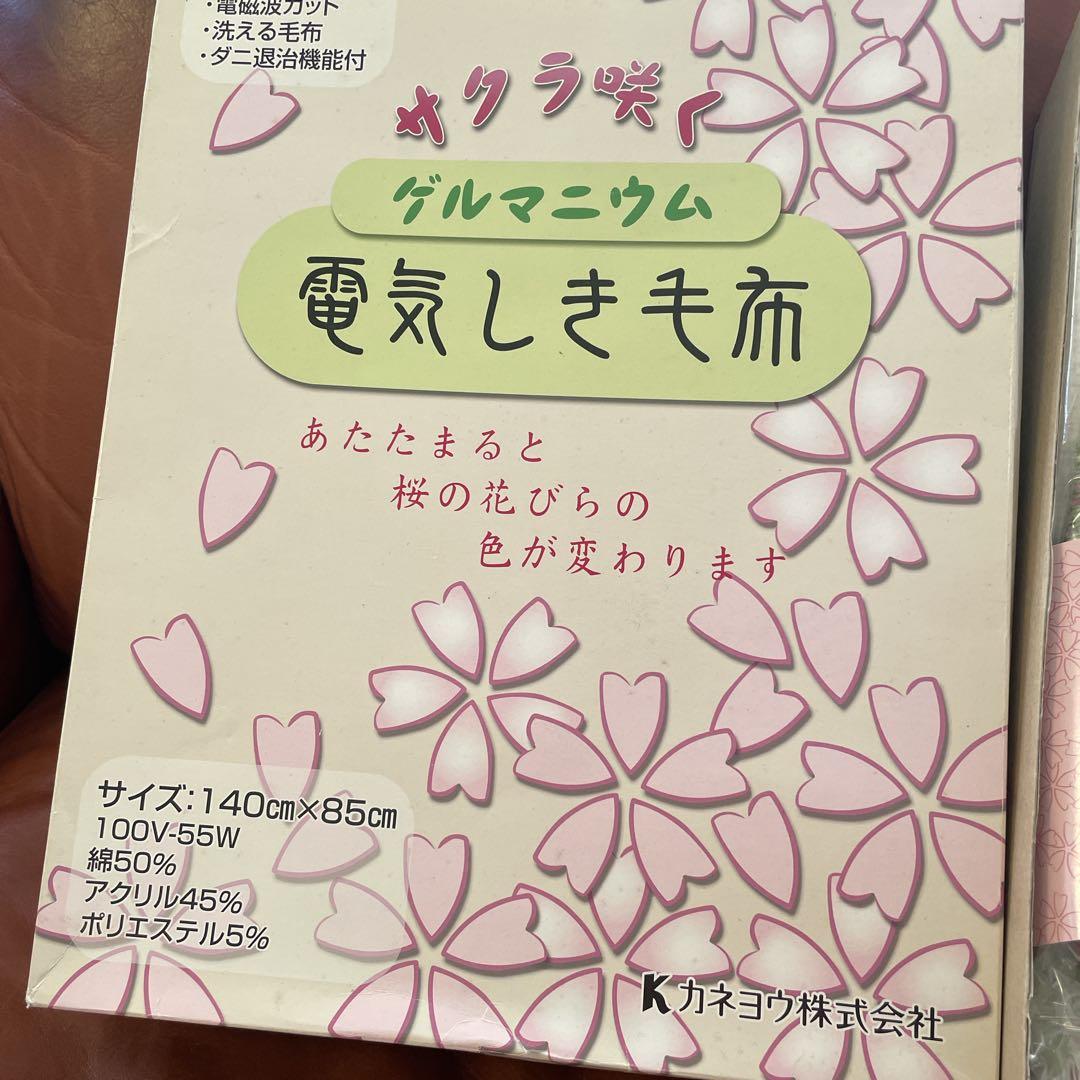 ・電磁波カット
・洗える毛布
・ダニ退治機能付
サクラ咲く
ゲルマニウム
電気しき毛布
あたたまると
桜の花びらの
色が変わります
サイズ:140㎝×85㎝
100V-55W
綿50%
アクリル45%
ポリエステル5%
K カネヨウ株式会社